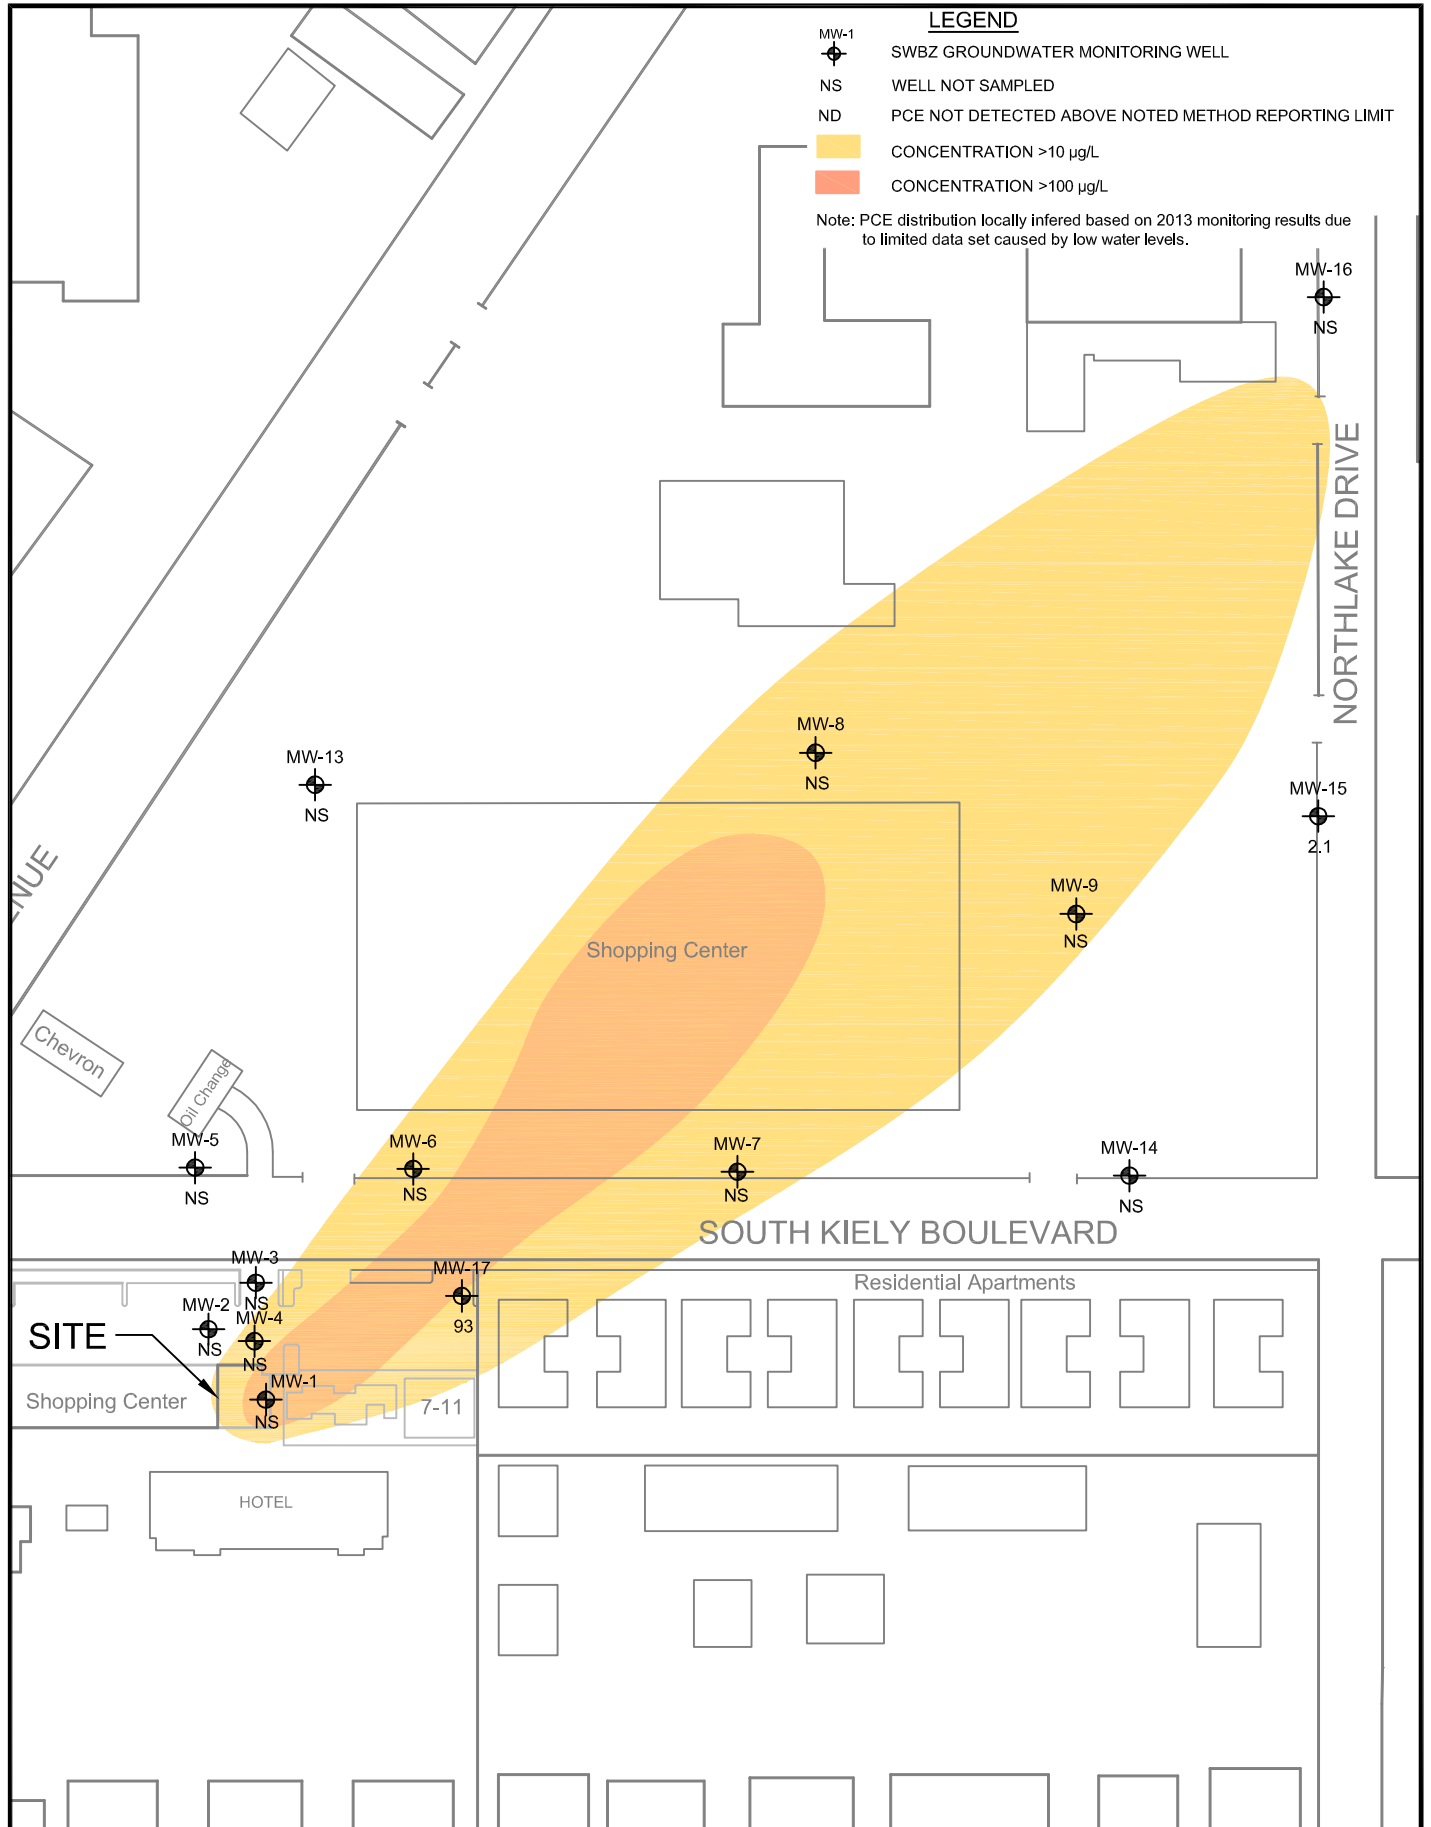 LEGEND
MW-1
SWBZ GROUNDWATER MONITORING WELL
NS WELL NOT SAMPLED
ND PCE NOT DETECTED ABOVE NOTED METHOD REPORTING LIMIT
CONCENTRATION >10 µg/L
CONCENTRATION >100 µg/L
Note: PCE distribution locally infered based on 2013 monitoring results due
to limited data set caused by low water levels.
MW-16
NS
NORTHLAKE DRIVE
MW-8
NS
MW-13
NS
MW-15
2.1
ENUE
MW-9
NS
Shopping Center
Chevron
Oil Change
MW-5
NS
MW-6
NS
MW-7
NS
MW-14
NS
SOUTH KIELY BOULEVARD
MW-3
NS
MW-17
93
Residential Apartments
MW-2
NS
MW-4
NS
SITE
MW-1
NS
Shopping Center
7-11
HOTEL